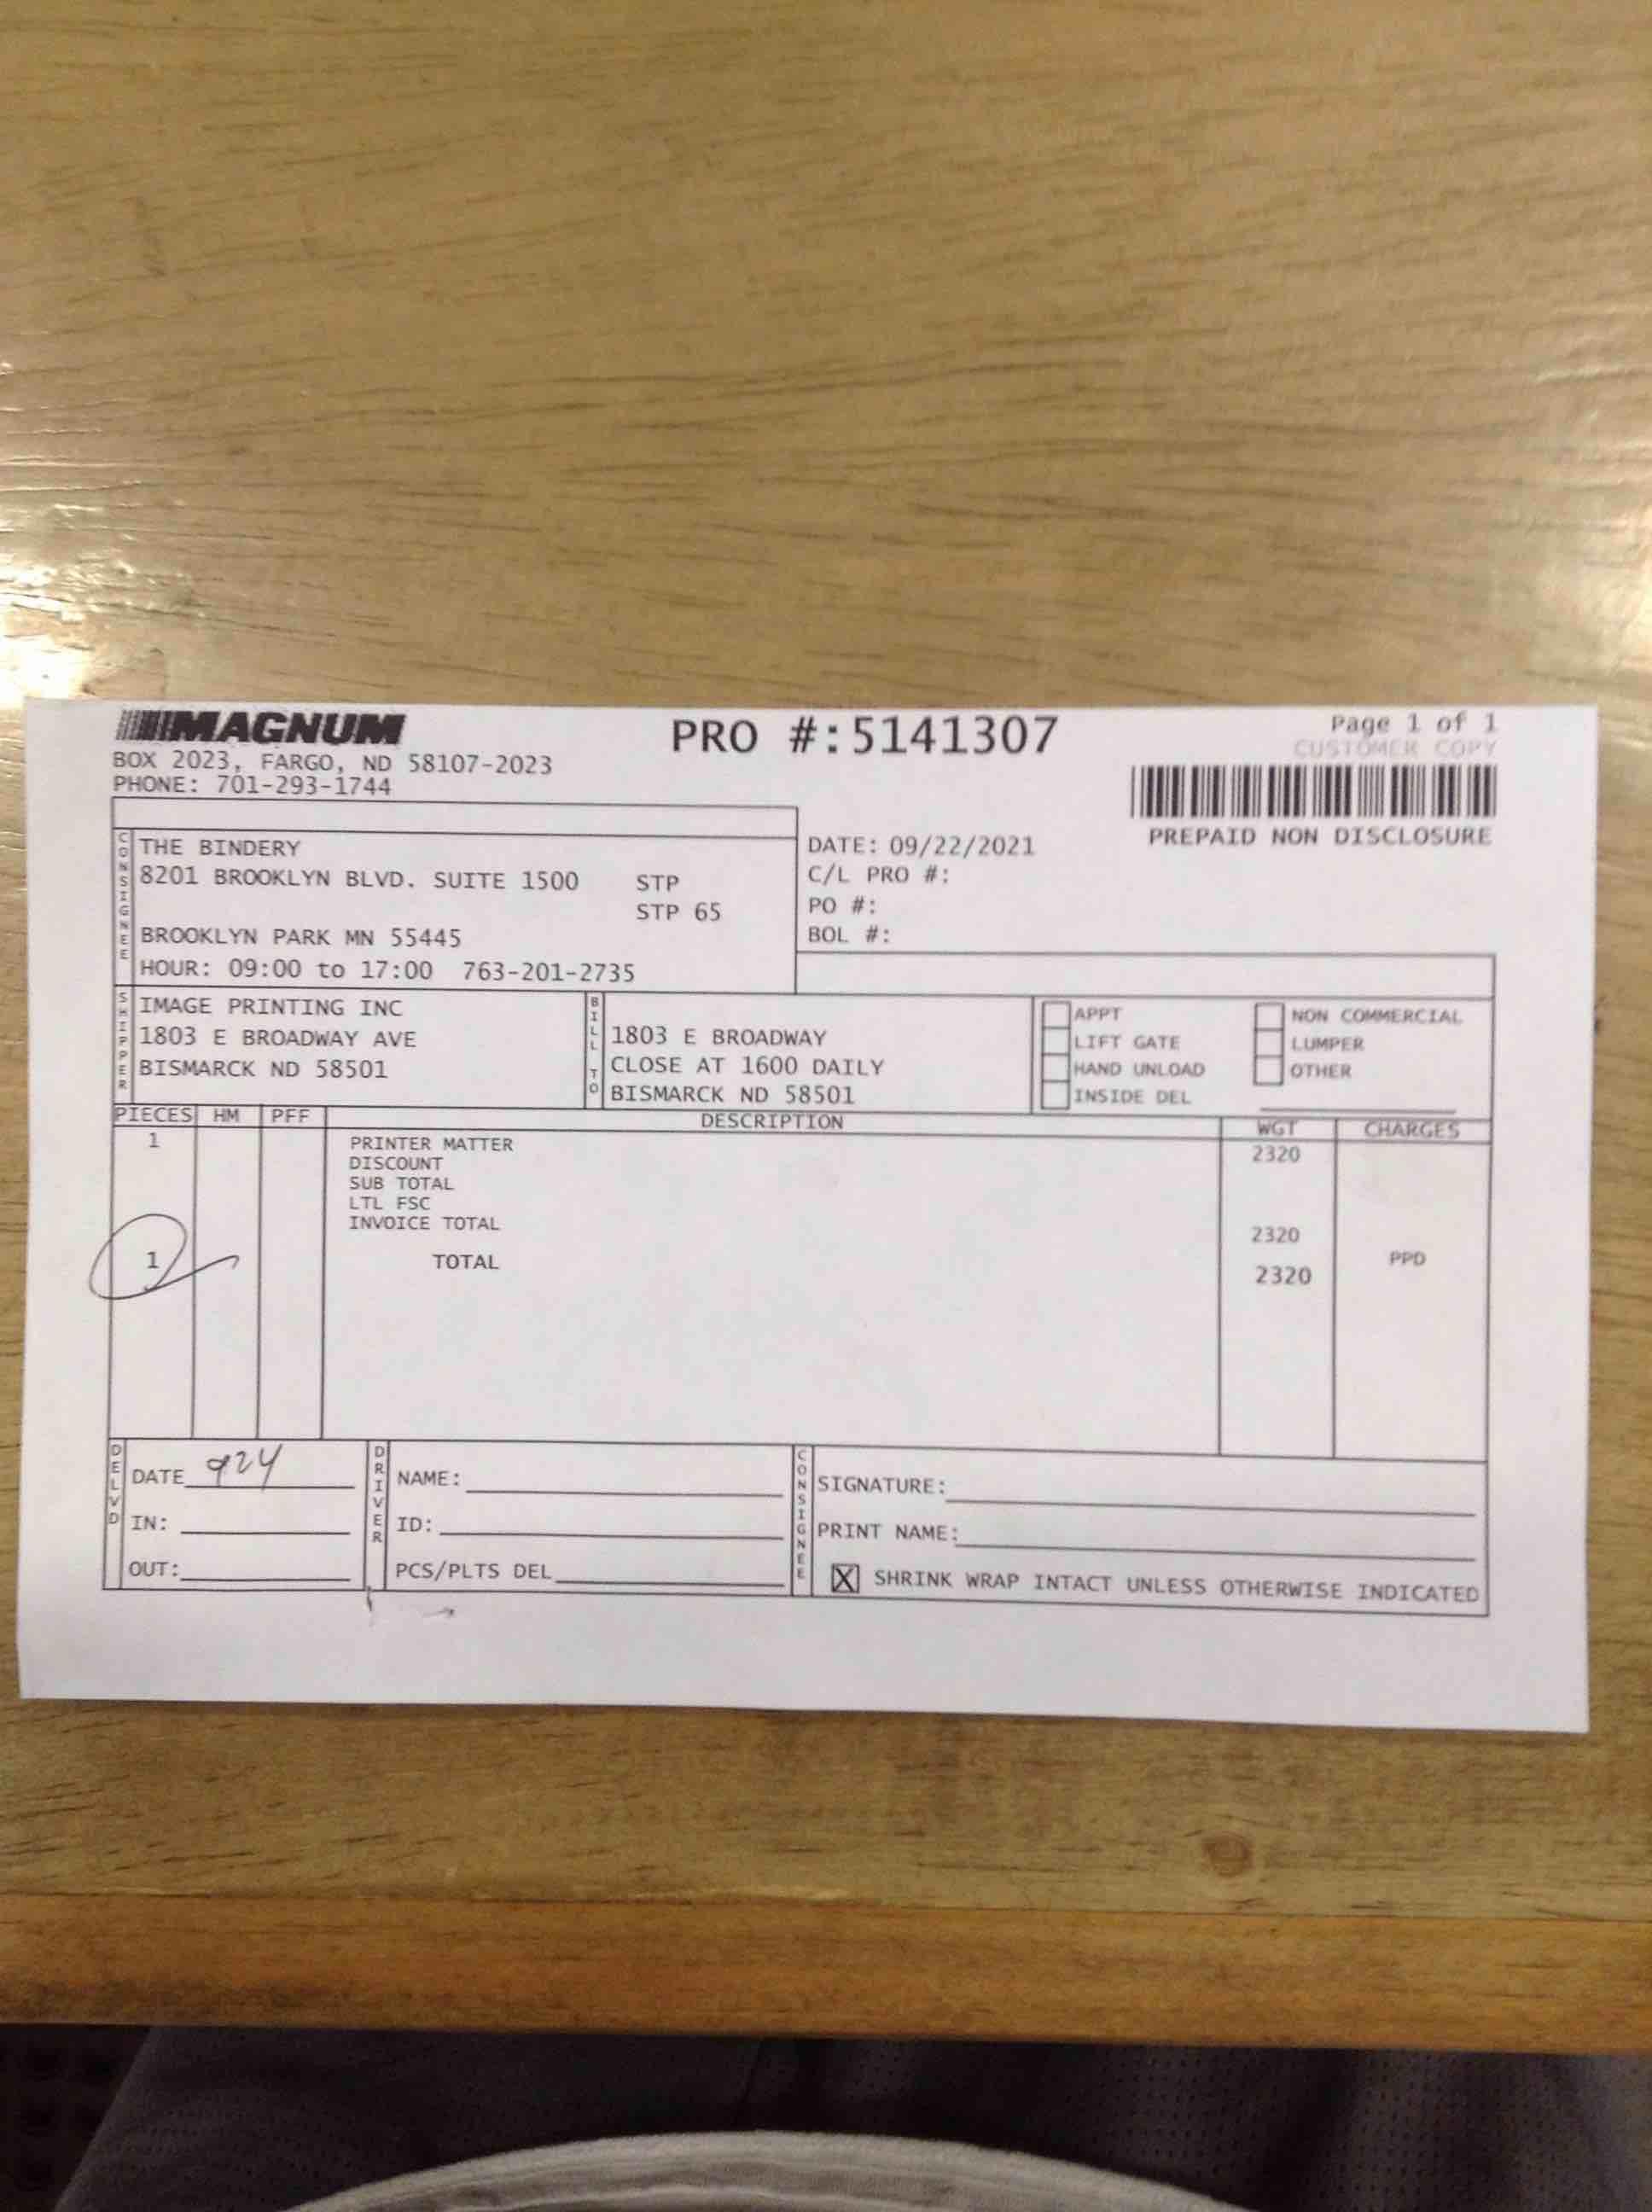 MAGNUM
BOX 2023, FARGO, ND 58107-2023
PHONE: 701-293-1744
PRO #:5141307
Page 1 of 1
CUSTOMER COPY
PREPAID NON DISCLOSURE
CONSIGNEE
THE BINDERY
8201 BROOKLYN BLVD. SUITE 1500 STP
STP 65
BROOKLYN PARK MN 55445
HOUR: 09:00 to 17:00 763-201-2735
DATE: 09/22/2021
C/L PRO #:
PO #:
BOL #:
SHIPPER
IMAGE PRINTING INC
1803 E BROADWAY AVE
BISMARCK ND 58501
BILL TO
1803 E BROADWAY
CLOSE AT 1600 DAILY
BISMARCK ND 58501
APPT
LIFT GATE
HAND UNLOAD
INSIDE DEL
NON COMMERCIAL
LUMPER
OTHER
PIECES HM PFF DESCRIPTION WGT CHARGES
1 PRINTER MATTER 2320
DISCOUNT
SUB TOTAL
LTL FSC
INVOICE TOTAL 2320
1 TOTAL 2320 PPD
DELVD
DATE 924
IN:
OUT:
DRIVER
NAME:
ID:
PCS/PLTS DEL
CONSIGNEE
SIGNATURE:
PRINT NAME:
X SHRINK WRAP INTACT UNLESS OTHERWISE INDICATED